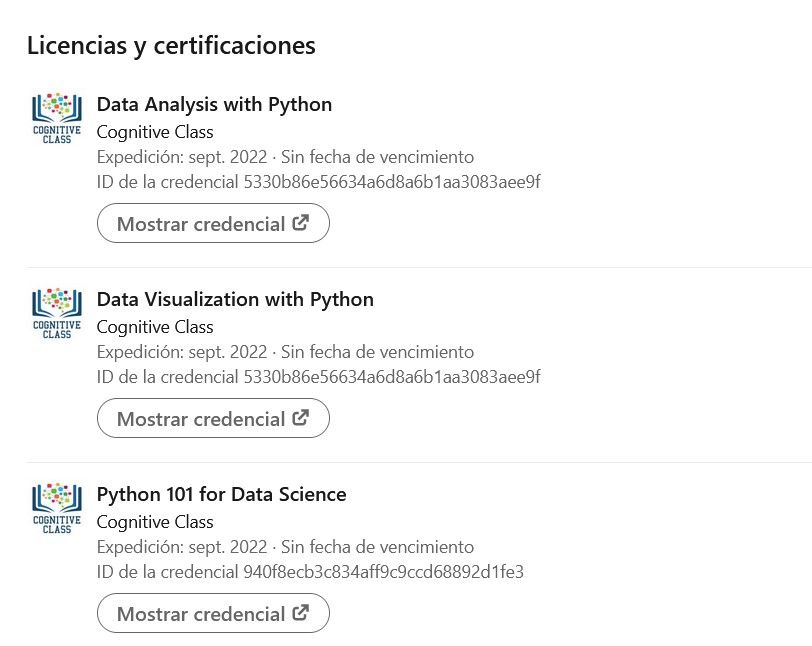 Licencias y certificaciones
COGNITIVE
CLASS
Data Analysis with Python
Cognitive Class
Expedición: sept. 2022 · Sin fecha de vencimiento
ID de la credencial 5330b86e56634a6d8a6b1aa3083aee9f
Mostrar credencial
COGNITIVE
CLASS
Data Visualization with Python
Cognitive Class
Expedición: sept. 2022 · Sin fecha de vencimiento
ID de la credencial 5330b86e56634a6d8a6b1aa3083aee9f
Mostrar credencial
COGNITIVE
CLASS
Python 101 for Data Science
Cognitive Class
Expedición: sept. 2022 · Sin fecha de vencimiento
ID de la credencial 940f8ecb3c834aff9c9ccd68892d1fe3
Mostrar credencial